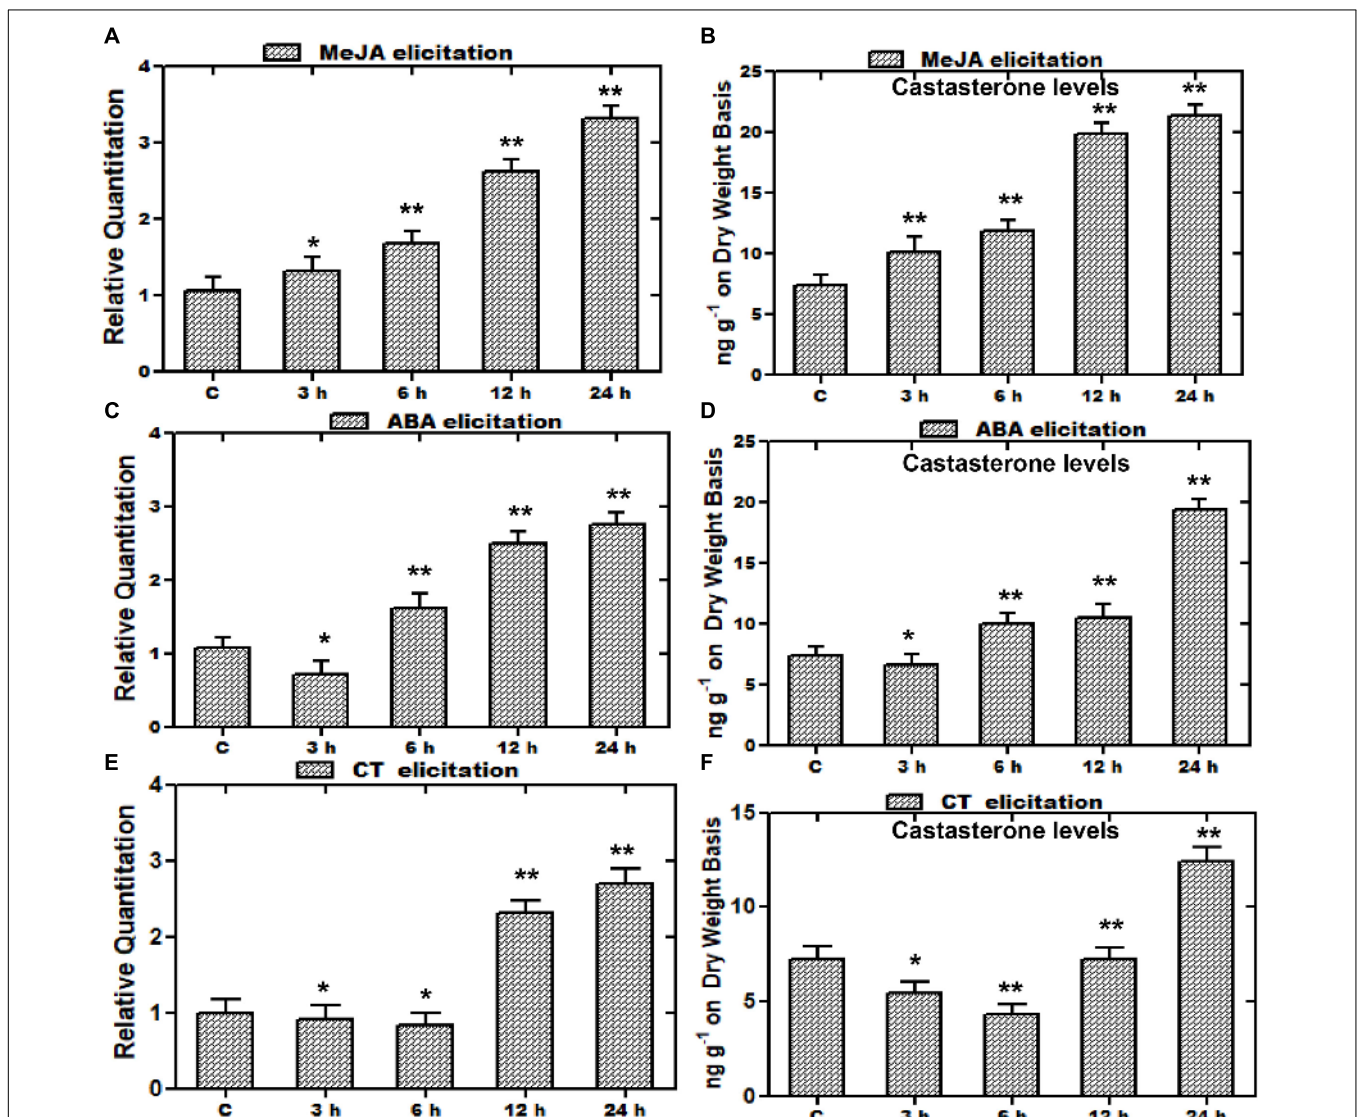 A
MeJA elicitation
Relative Quantitation
4
3
2
1
0
*
**
**
**
C 3 h 6 h 12 h 24 h
B
MeJA elicitation
Castasterone levels
ng g⁻¹ on Dry Weight Basis
25
20
15
10
5
0
**
**
**
**
C 3 h 6 h 12 h 24 h
C
ABA elicitation
Relative Quantitation
4
3
2
1
0
*
**
**
**
C 3 h 6 h 12 h 24 h
D
ABA elicitation
Castasterone levels
ng g⁻¹ on Dry Weight Basis
25
20
15
10
5
0
*
**
**
**
C 3 h 6 h 12 h 24 h
E
CT elicitation
Relative Quantitation
4
3
2
1
0
*
*
**
**
C 3 h 6 h 12 h 24 h
F
CT elicitation
Castasterone levels
ng g⁻¹ on Dry Weight Basis
15
10
5
0
*
**
**
**
C 3 h 6 h 12 h 24 h